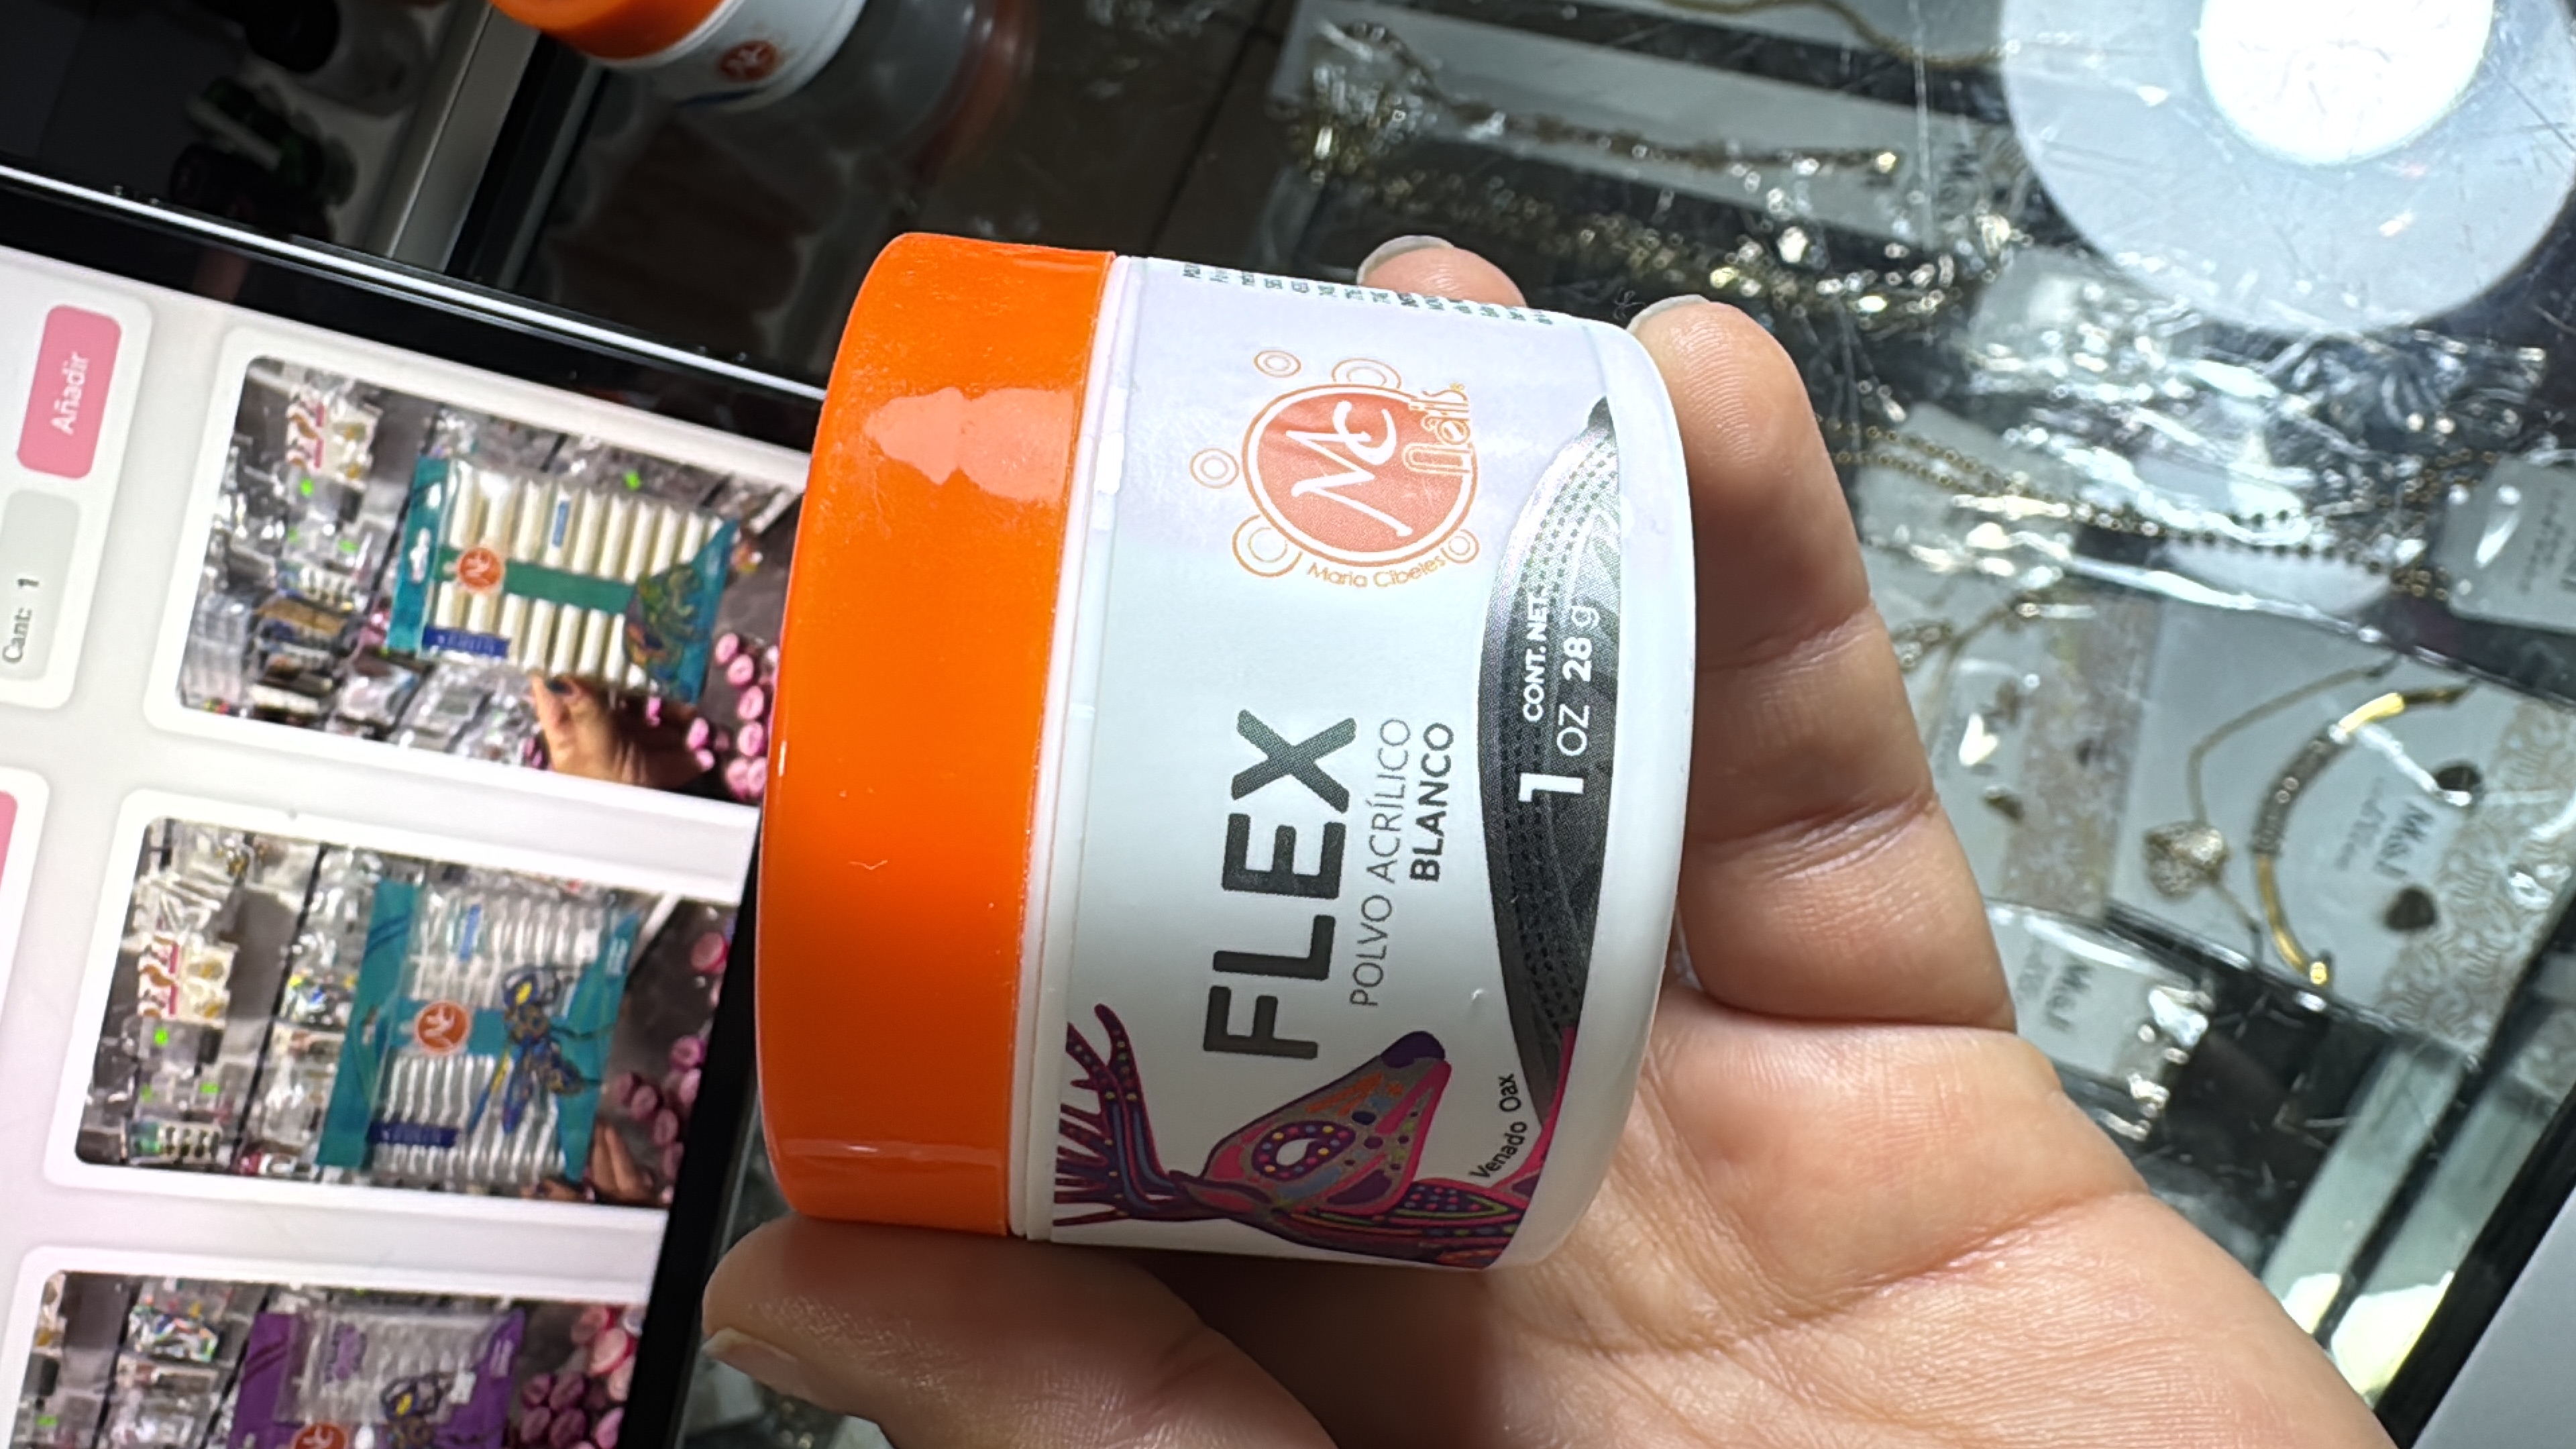 Mc
Nails
Maria Cibeles
FLEX
POLVO ACRÍLICO
BLANCO
CONT. NET.
1 OZ 28 g
Venado Oax
Añadir
Cant: 1